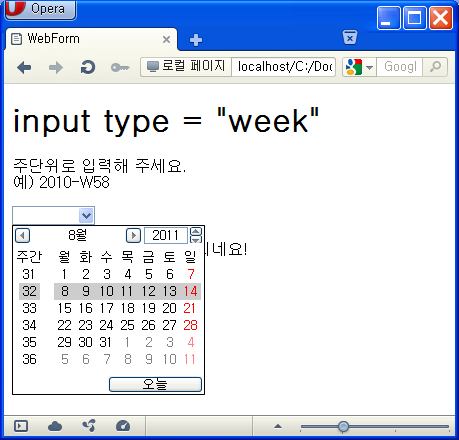 Opera
WebForm
로컬 페이지 localhost/C:/Doc Googl
input type = "week"
주단위로 입력해 주세요.
예) 2010-W58
8월 2011
네요!
주간 월 화 수 목 금 토 일
31 1 2 3 4 5 6 7
32 8 9 10 11 12 13 14
33 15 16 17 18 19 20 21
34 22 23 24 25 26 27 28
35 29 30 31 1 2 3 4
36 5 6 7 8 9 10 11
오늘